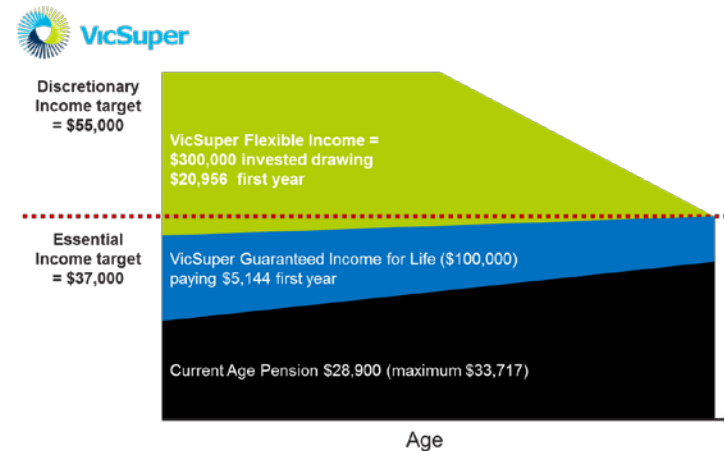 VicSuper
Discretionary
Income target
= $55,000
VicSuper Flexible Income =
$300,000 invested drawing
$20,956 first year
Essential
Income target
= $37,000
VicSuper Guaranteed Income for Life ($100,000)
paying $5,144 first year
Current Age Pension $28,900 (maximum $33,717)
Age